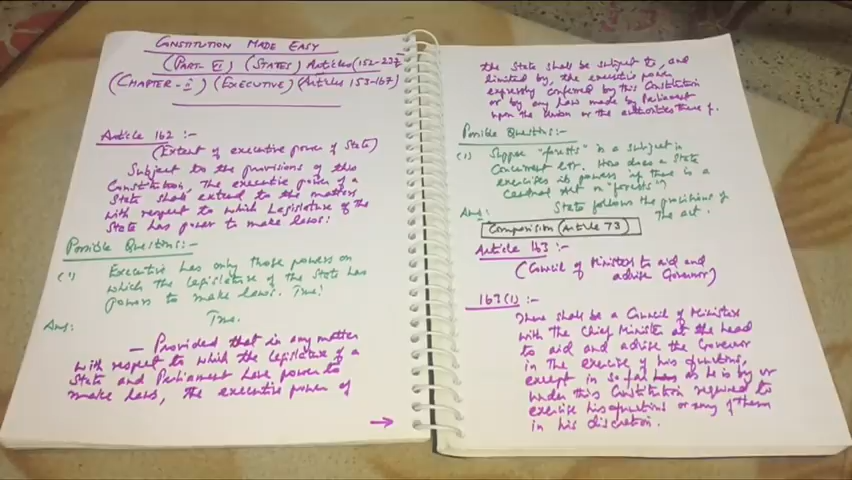 CONSTITUTION MADE EASY
(PART-VI) (STATES) Articles (152-237
(CHAPTER-II) (EXECUTIVE) (Articles 153-167)
Article 162:-
(Extent of executive power of State)
Subject to the provisions of this
Constitution, the executive power of a
State shall extend to the matters
with respect to which Legislature of the
State has power to make laws:
Possible Questions:-
(1) Executive has only those powers on
which the legislature of the State has
powers to make laws. True?
Ans: True.
— Provided that in any matter
with respect to which the legislature of a
State and Parliament have power to
make laws, the executive power of
→
the State shall be subject to, and
limited by, the executive power
expressly conferred by this Constitution
or by any law made by Parliament
upon the Union or the authorities thereof.
Possible Questions:-
(1) Suppose "forests" is a subject in
Concurrent List. How does a State
exercises its powers if there is a
Central Act on "forests"?
Ans: State follows the provisions of
the act.
Comparision (Article 73)
Article 163:-
(Council of Ministers to aid and
advise Governor)
163(1):-
There shall be a Council of Ministers
with the Chief Minister at the head
to aid and advise the Governor
in the exercise of his functions,
except in so far as he is by or
under this Constitution required to
exercise his functions or any of them
in his discretion.